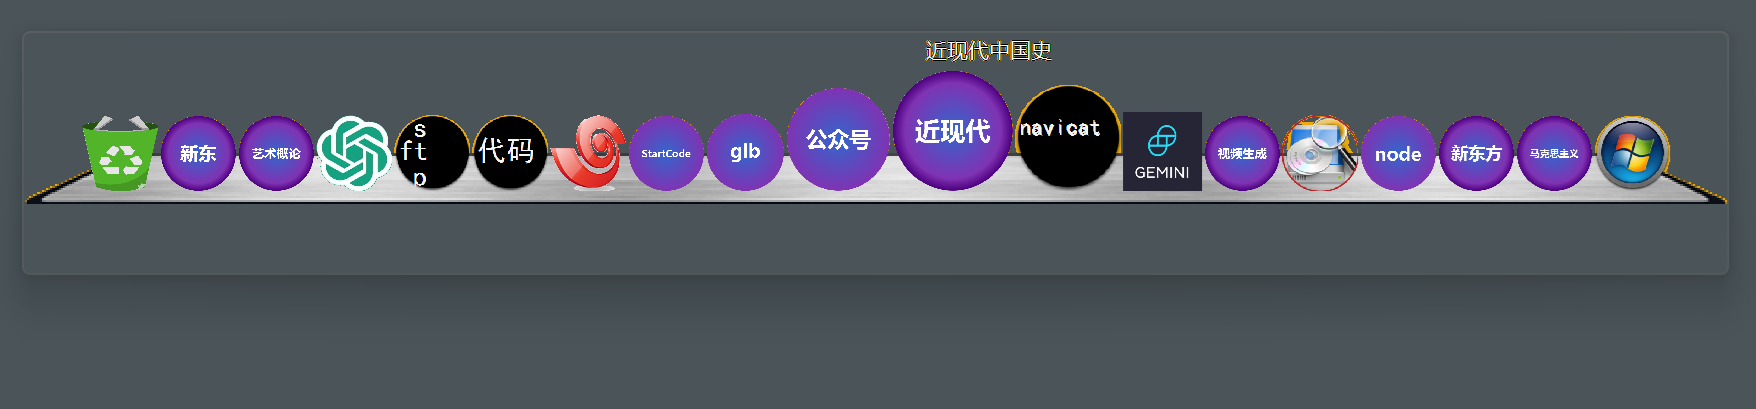 近现代中国史
新东
艺术概论
s
ft
p
代码
StartCode
glb
公众号
近现代
navicat
GEMINI
视频生成
node
新东方
马克思主义